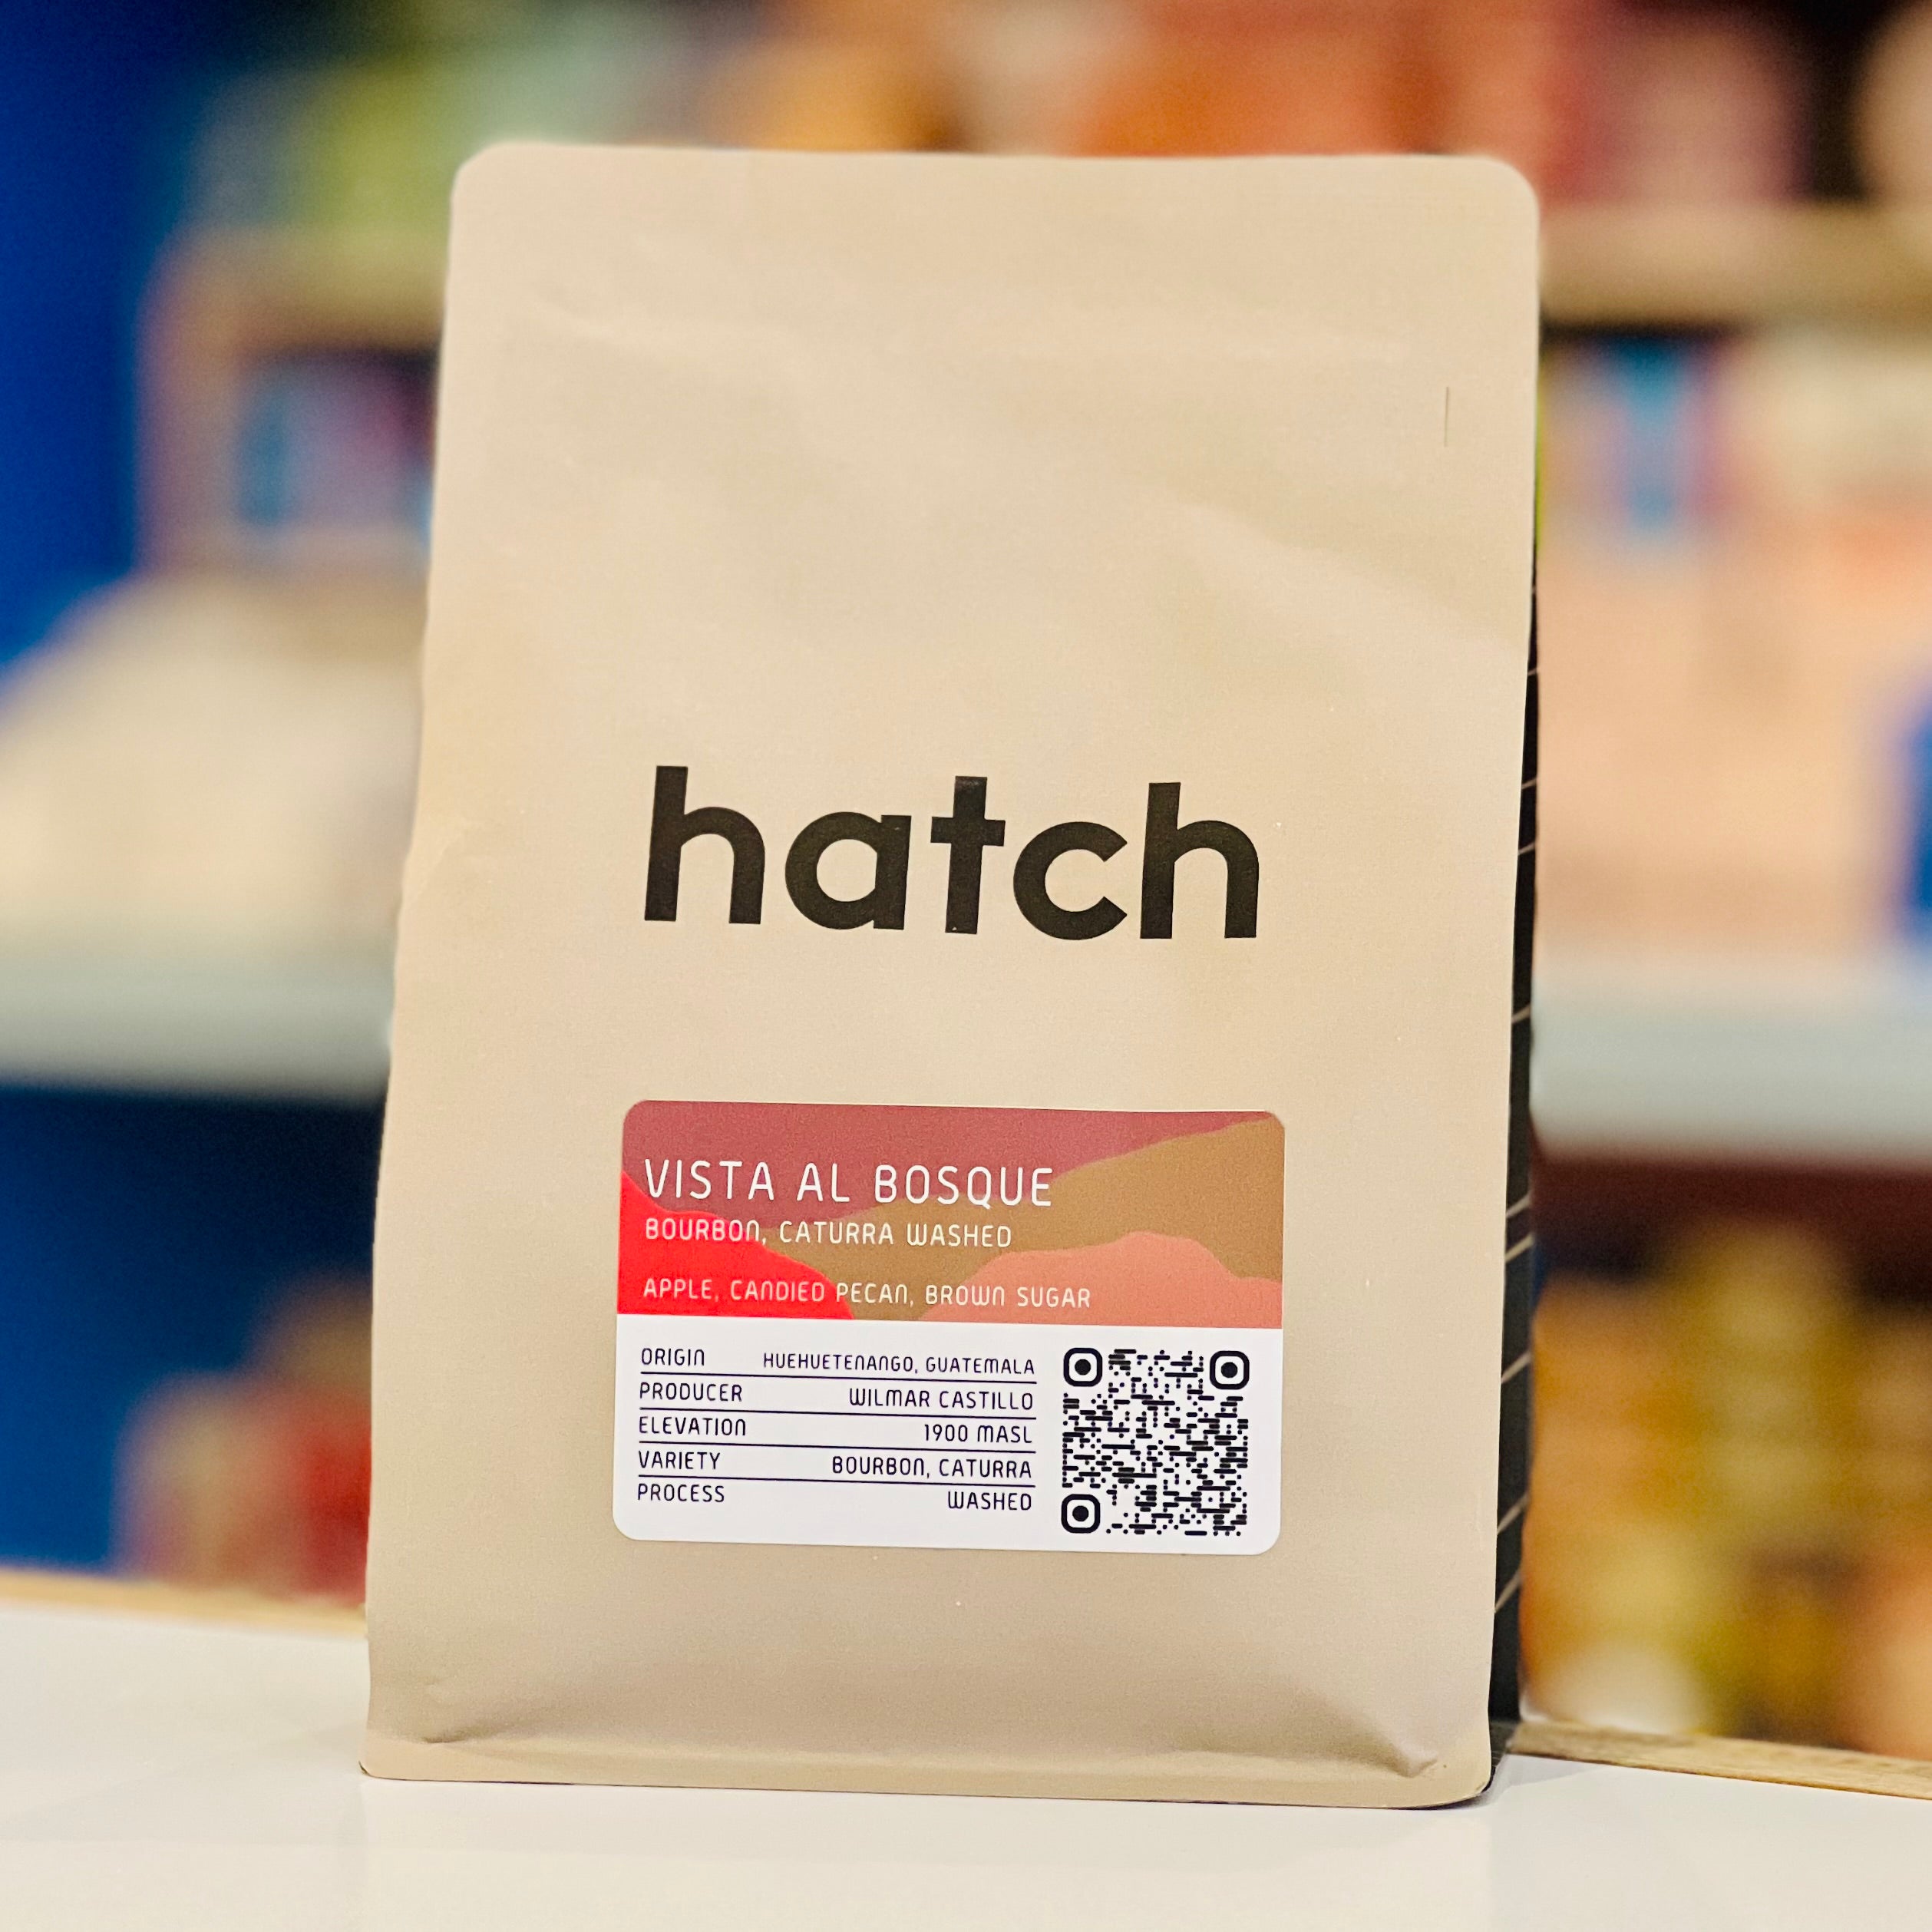 hatch
VISTA AL BOSQUE
BOURBON, CATURRA WASHED
APPLE, CANDIED PECAN, BROWN SUGAR
ORIGIN HUEHUETENANGO, GUATEMALA
PRODUCER WILMAR CASTILLO
ELEVATION 1900 MASL
VARIETY BOURBON, CATURRA
PROCESS WASHED